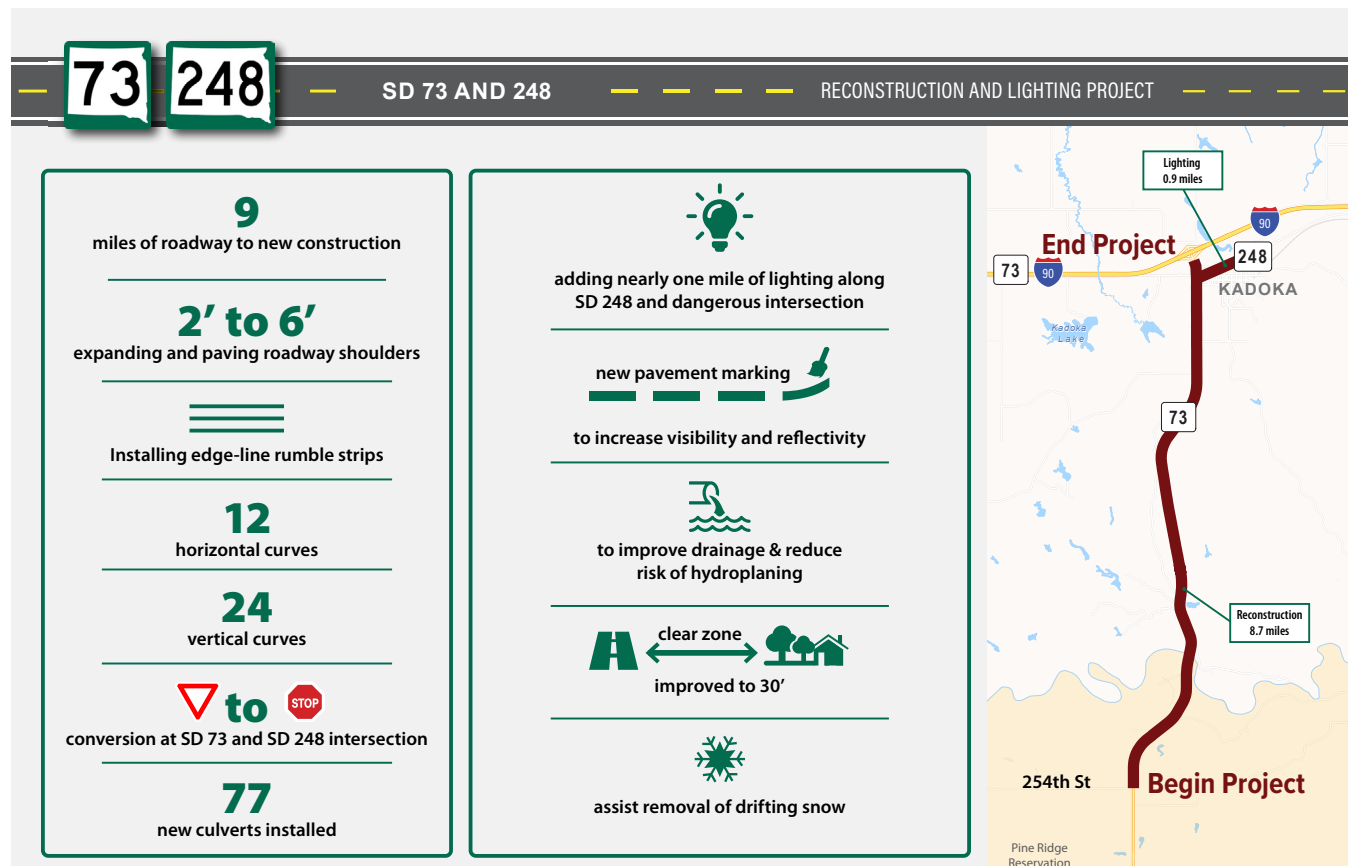 73
248
SD 73 AND 248
RECONSTRUCTION AND LIGHTING PROJECT
9
miles of roadway to new construction
2’ to 6’
expanding and paving roadway shoulders
Installing edge-line rumble strips
12
horizontal curves
24
vertical curves
to STOP
conversion at SD 73 and SD 248 intersection
77
new culverts installed
adding nearly one mile of lighting along
SD 248 and dangerous intersection
new pavement marking
to increase visibility and reflectivity
to improve drainage & reduce
risk of hydroplaning
clear zone
improved to 30’
assist removal of drifting snow
Lighting
0.9 miles
90
End Project
248
73
90
KADOKA
Kadoka
Lake
73
Reconstruction
8.7 miles
254th St
Begin Project
Pine Ridge
Reservation